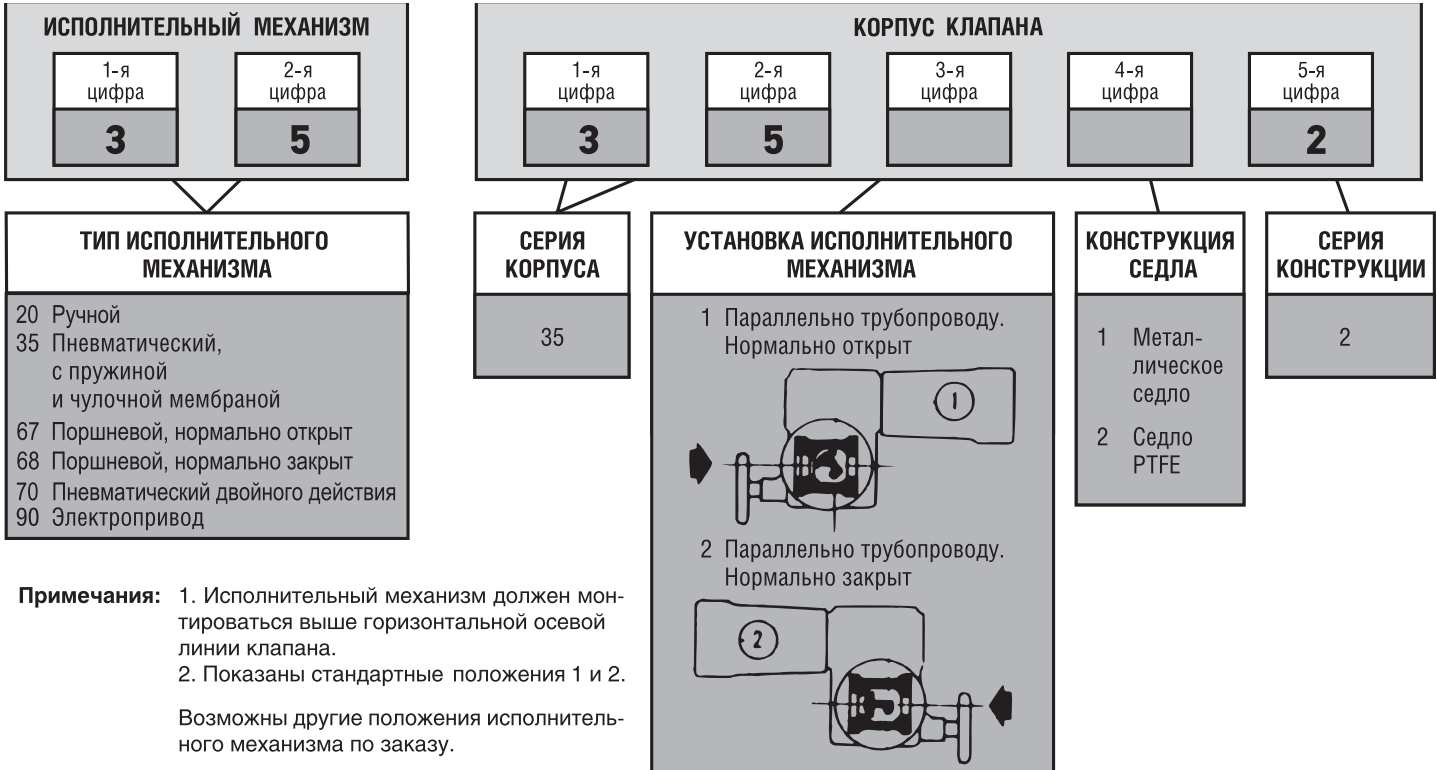 ИСПОЛНИТЕЛЬНЫЙ МЕХАНИЗМ
1-я
цифра
3
2-я
цифра
5
ТИП ИСПОЛНИТЕЛЬНОГО
МЕХАНИЗМА
20 Ручной
35 Пневматический,
с пружиной
и чулочной мембраной
67 Поршневой, нормально открыт
68 Поршневой, нормально закрыт
70 Пневматический двойного действия
90 Электропривод
КОРПУС КЛАПАНА
1-я
цифра
3
2-я
цифра
5
3-я
цифра
4-я
цифра
5-я
цифра
2
СЕРИЯ
КОРПУСА
35
УСТАНОВКА ИСПОЛНИТЕЛЬНОГО
МЕХАНИЗМА
1 Параллельно трубопроводу.
Нормально открыт
1
2 Параллельно трубопроводу.
Нормально закрыт
2
КОНСТРУКЦИЯ
СЕДЛА
1 Метал-
лическое
седло
2 Седло
PTFE
СЕРИЯ
КОНСТРУКЦИИ
2
Примечания: 1. Исполнительный механизм должен мон-
тироваться выше горизонтальной осевой
линии клапана.
2. Показаны стандартные положения 1 и 2.
Возможны другие положения исполнитель-
ного механизма по заказу.